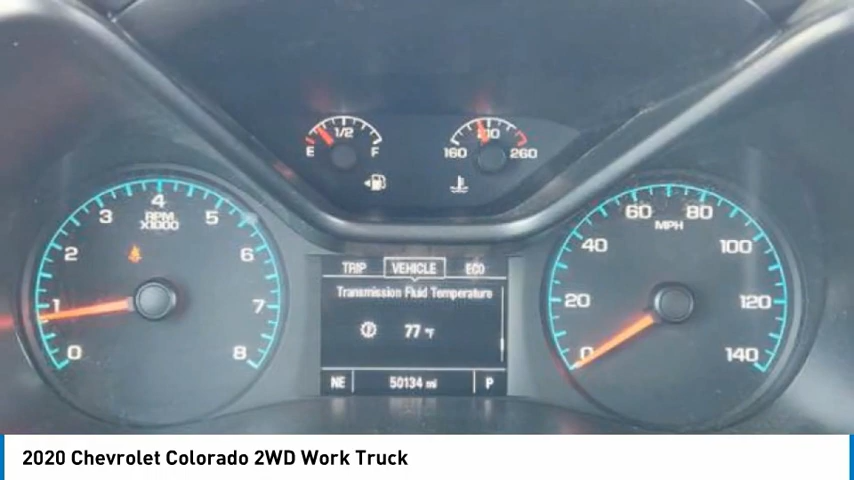 1/2
E F
200
160 260
4
3 5
RPM
X1000
2 6
1 7
0 8
60 80
MPH
40 100
20 120
0 140
TRIP VEHICLE ECO
Transmission Fluid Temperature
77 °F
NE 50134 mi P
2020 Chevrolet Colorado 2WD Work Truck